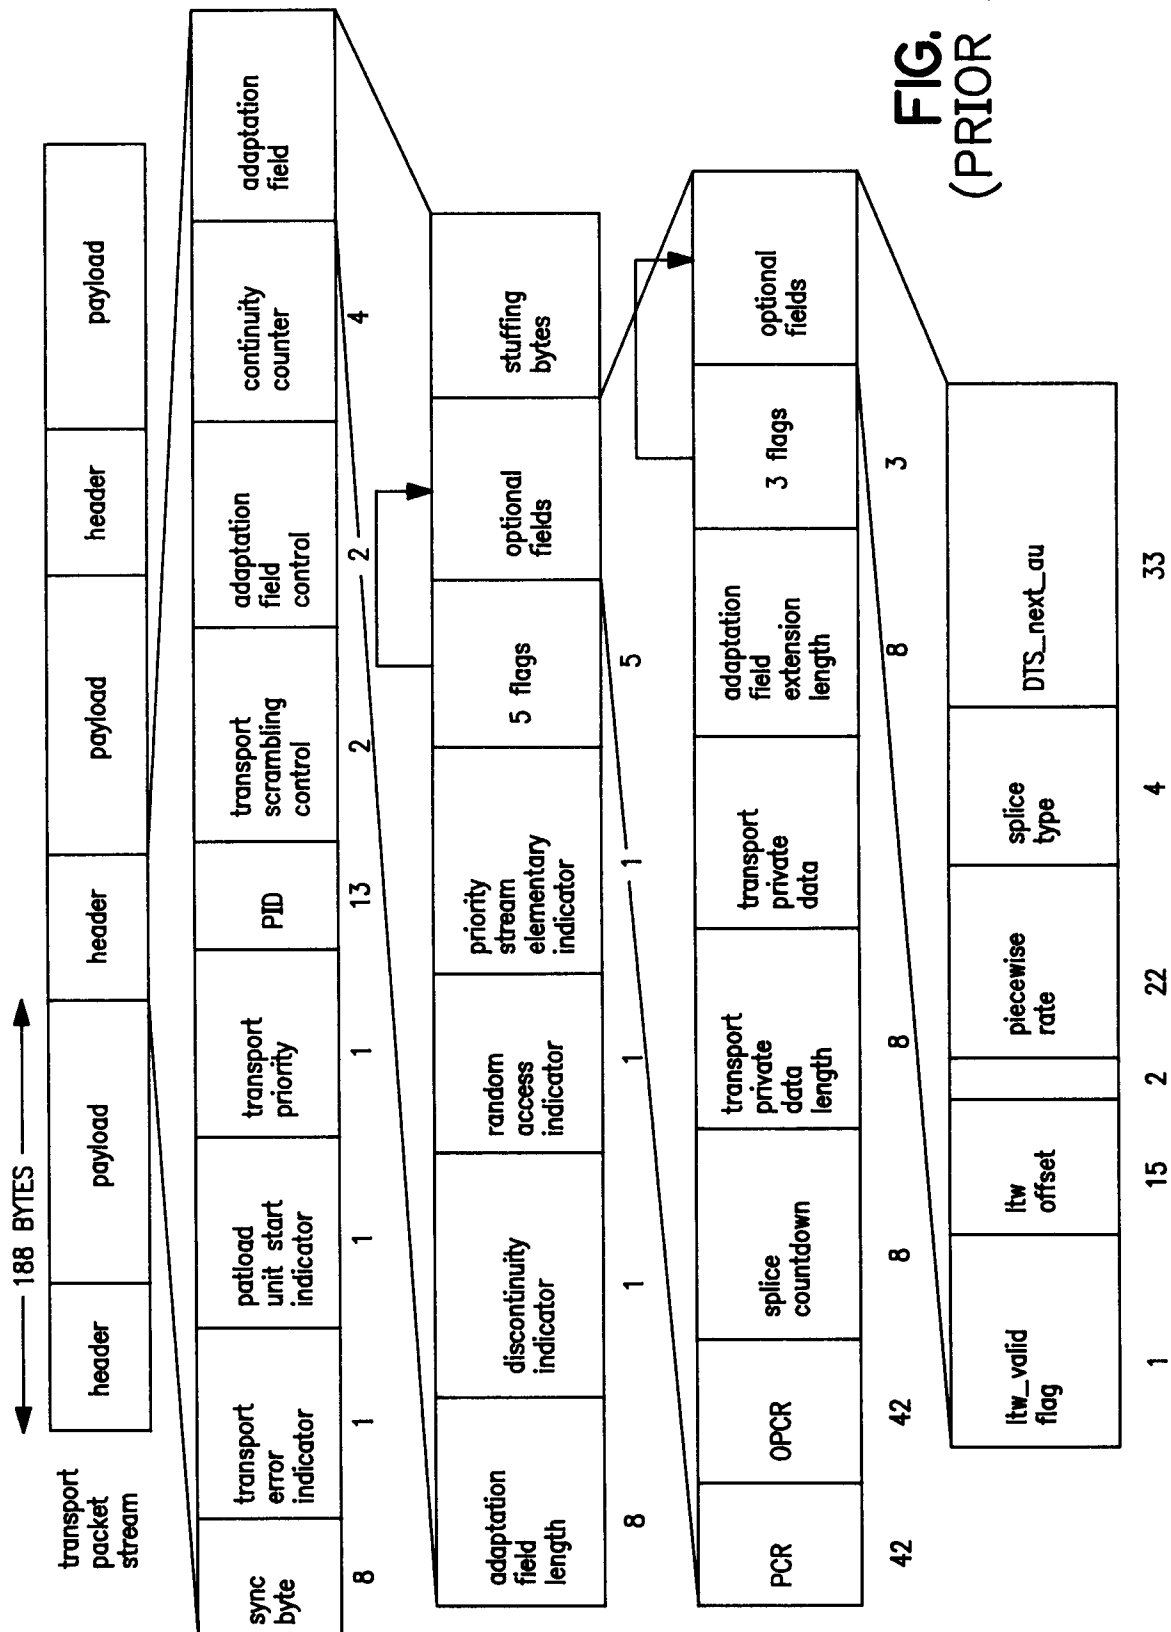 188 BYTES
transport
packet
stream
header
payload
header
payload
header
payload
sync
byte
transport
error
indicator
patload
unit start
indicator
transport
priority
PID
transport
scrambling
control
adaptation
field
control
continuity
counter
adaptation
field
8
1
1
1
13
2
2
4
adaptation
field
length
discontinuity
indicator
random
access
indicator
priority
stream
elementary
indicator
5 flags
optional
fields
stuffing
bytes
8
1
1
1
5
PCR
OPCR
splice
countdown
transport
private
data
length
transport
private
data
adaptation
field
extension
length
3 flags
optional
fields
42
42
8
8
8
3
ltw_valid
flag
ltw
offset
piecewise
rate
splice
type
DTS_next_au
1
15
2
22
4
33
FIG.
(PRIOR